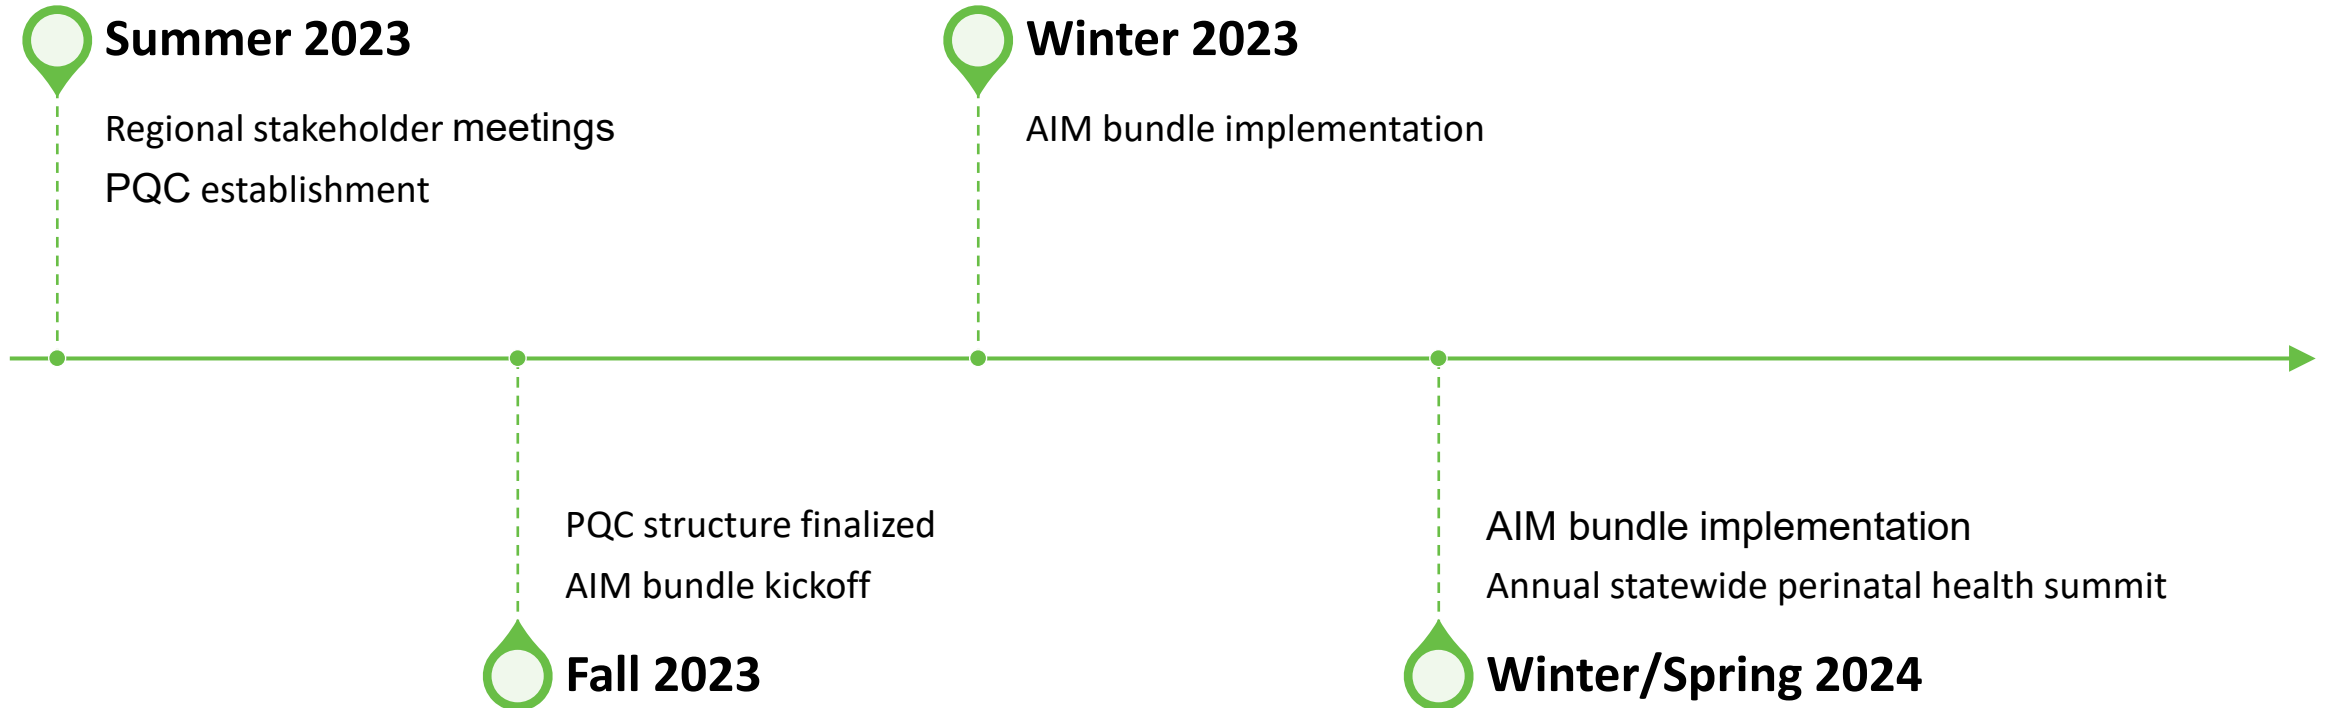 Summer 2023
Regional stakeholder meetings
PQC establishment
Winter 2023
AIM bundle implementation
PQC structure finalized
AIM bundle kickoff
Fall 2023
AIM bundle implementation
Annual statewide perinatal health summit
Winter/Spring 2024